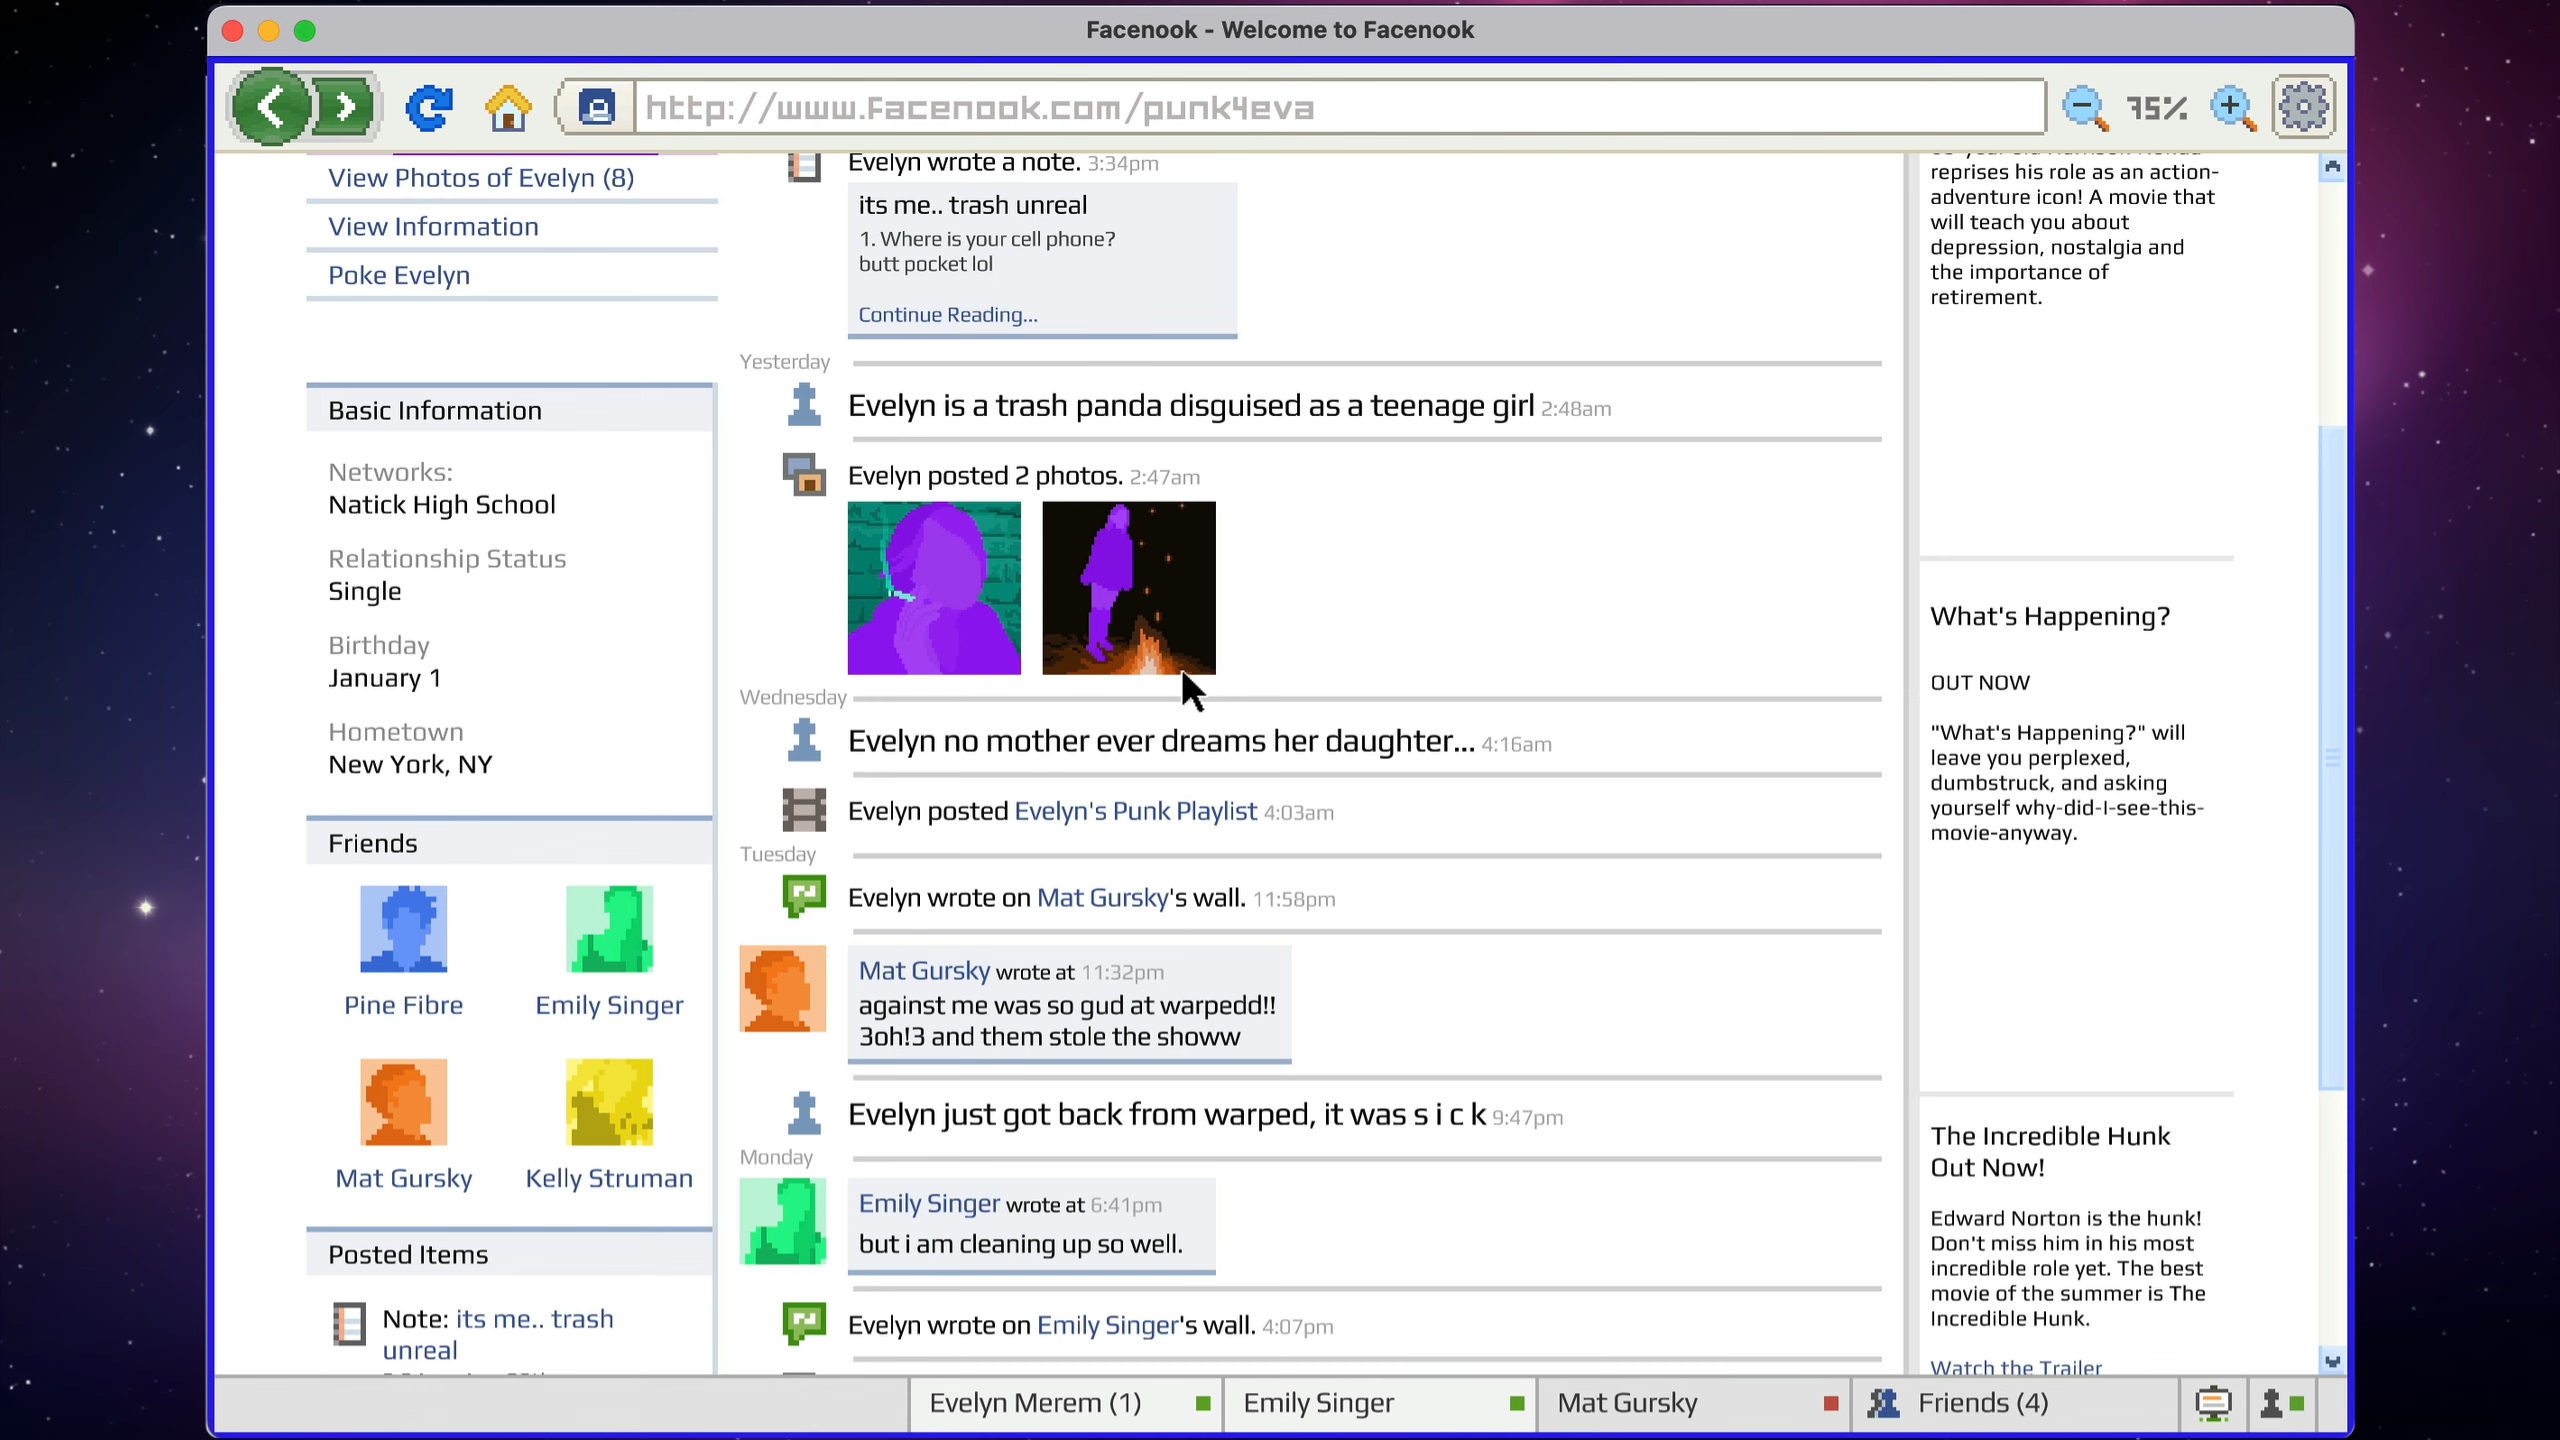 Facenook - Welcome to Facenook
http://www.Facenook.com/punk4eva
75%
View Photos of Evelyn (8)
View Information
Poke Evelyn
Basic Information
Networks:
Natick High School
Relationship Status
Single
Birthday
January 1
Hometown
New York, NY
Friends
Pine Fibre
Emily Singer
Mat Gursky
Kelly Struman
Posted Items
Note: its me.. trash
unreal
Evelyn wrote a note. 3:34pm
its me.. trash unreal
1. Where is your cell phone?
butt pocket lol
Continue Reading...
Yesterday
Evelyn is a trash panda disguised as a teenage girl 2:48am
Evelyn posted 2 photos. 2:47am
Wednesday
Evelyn no mother ever dreams her daughter... 4:16am
Evelyn posted Evelyn's Punk Playlist 4:03am
Tuesday
Evelyn wrote on Mat Gursky's wall. 11:58pm
Mat Gursky wrote at 11:32pm
against me was so gud at warpedd!!
3oh!3 and them stole the showw
Evelyn just got back from warped, it was s i c k 9:47pm
Monday
Emily Singer wrote at 6:41pm
but i am cleaning up so well.
Evelyn wrote on Emily Singer's wall. 4:07pm
reprises his role as an action-
adventure icon! A movie that
will teach you about
depression, nostalgia and
the importance of
retirement.
What's Happening?
OUT NOW
"What's Happening?" will
leave you perplexed,
dumbstruck, and asking
yourself why-did-I-see-this-
movie-anyway.
The Incredible Hunk
Out Now!
Edward Norton is the hunk!
Don't miss him in his most
incredible role yet. The best
movie of the summer is The
Incredible Hunk.
Watch the Trailer
Evelyn Merem (1)
Emily Singer
Mat Gursky
Friends (4)